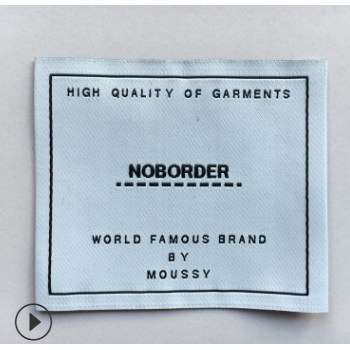 HIGH QUALITY OF GARMENTS
NOBORDER
WORLD FAMOUS BRAND
BY
MOUSSY